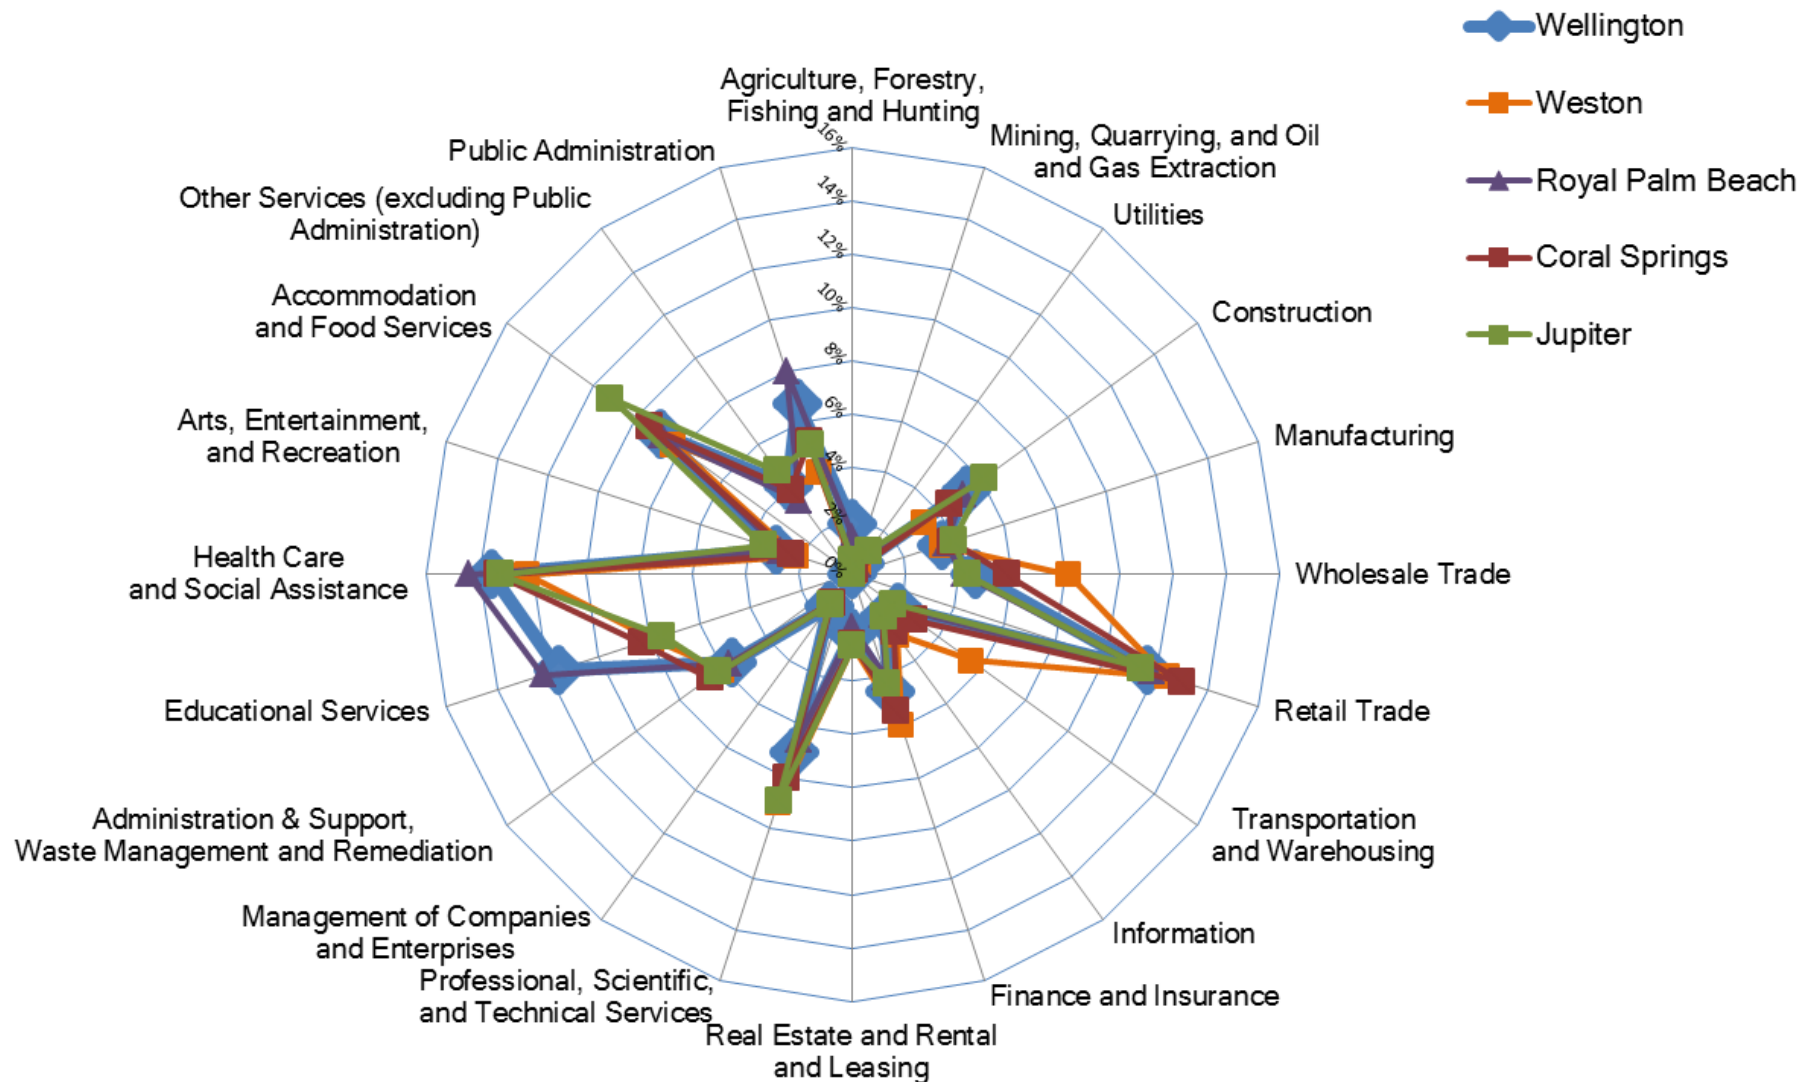 Wellington
Weston
Royal Palm Beach
Coral Springs
Jupiter
Agriculture, Forestry,
Fishing and Hunting
Mining, Quarrying, and Oil
and Gas Extraction
Utilities
Construction
Manufacturing
Wholesale Trade
Retail Trade
Transportation
and Warehousing
Information
Finance and Insurance
Real Estate and Rental
and Leasing
Professional, Scientific,
and Technical Services
Management of Companies
and Enterprises
Administration & Support,
Waste Management and Remediation
Educational Services
Health Care
and Social Assistance
Arts, Entertainment,
and Recreation
Accommodation
and Food Services
Other Services (excluding Public
Administration)
Public Administration
16%
14%
12%
10%
8%
6%
4%
2%
0%